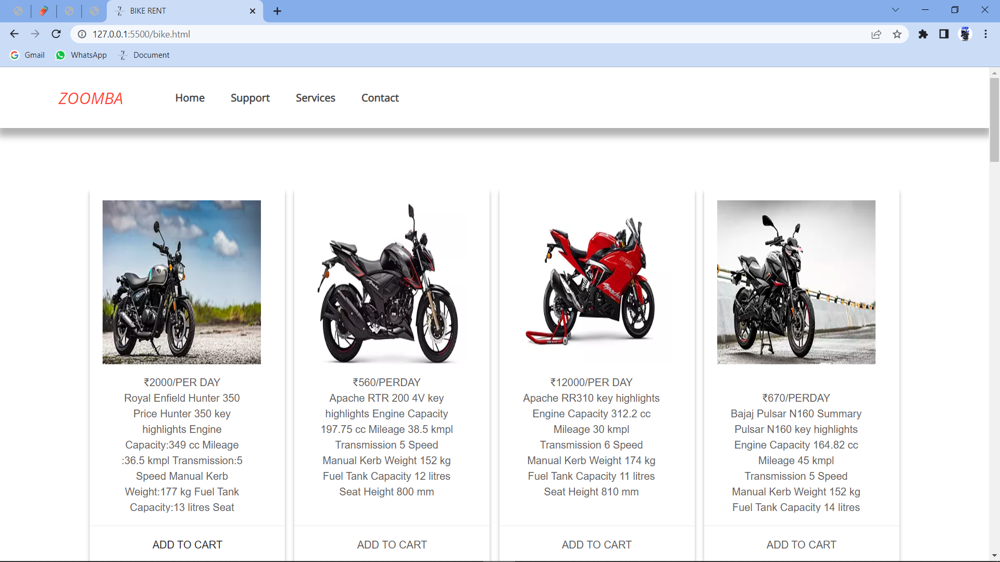 BIKE RENT
127.0.0.1:5500/bike.html
Gmail WhatsApp Document
ZOOMBA Home Support Services Contact
₹2000/PER DAY
Royal Enfield Hunter 350
Price Hunter 350 key
highlights Engine
Capacity:349 cc Mileage
:36.5 kmpl Transmission:5
Speed Manual Kerb
Weight:177 kg Fuel Tank
Capacity:13 litres Seat
ADD TO CART
Apache
TVS
₹560/PERDAY
Apache RTR 200 4V key
highlights Engine Capacity
197.75 cc Mileage 38.5 kmpl
Transmission 5 Speed
Manual Kerb Weight 152 kg
Fuel Tank Capacity 12 litres
Seat Height 800 mm
ADD TO CART
RR
310
Apache
₹12000/PER DAY
Apache RR310 key highlights
Engine Capacity 312.2 cc
Mileage 30 kmpl
Transmission 6 Speed
Manual Kerb Weight 174 kg
Fuel Tank Capacity 11 litres
Seat Height 810 mm
ADD TO CART
₹670/PERDAY
Bajaj Pulsar N160 Summary
Pulsar N160 key highlights
Engine Capacity 164.82 cc
Mileage 45 kmpl
Transmission 5 Speed
Manual Kerb Weight 152 kg
Fuel Tank Capacity 14 litres
ADD TO CART